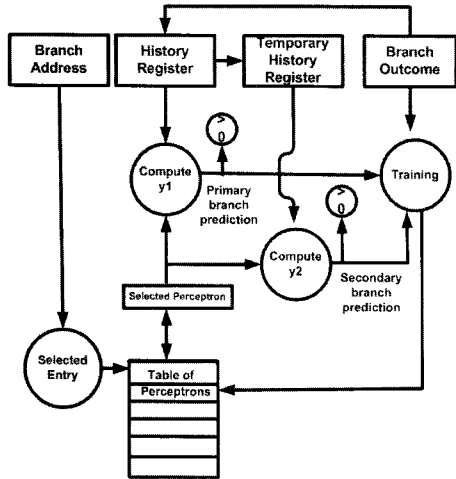 Branch
Address
History
Register
Temporary
History
Register
Branch
Outcome
>
0
Compute
y1
Primary
branch
prediction
Training
>
0
Compute
y2
Secondary
branch
prediction
Selected Perceptron
Selected
Entry
Table of
Perceptrons